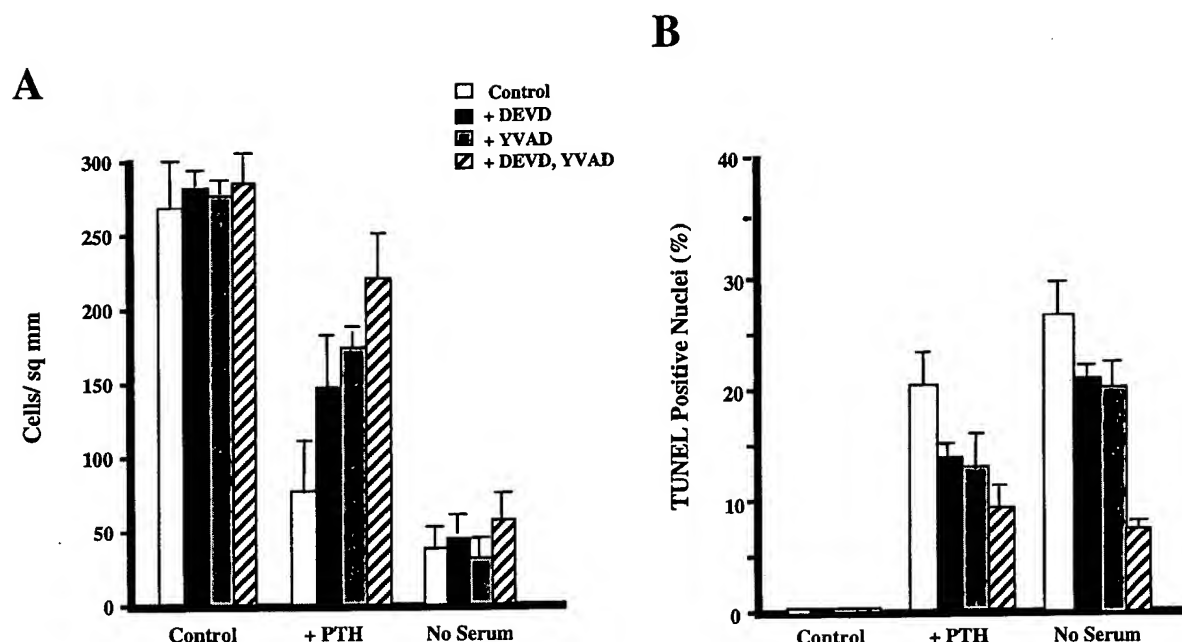 B
A
Control
+ DEVD
+ YVAD
+ DEVD, YVAD
300
250
200
150
100
50
0
Cells/ sq mm
Control
+ PTH
No Serum
40
30
20
10
0
TUNEL Positive Nuclei (%)
Control
+ PTH
No Serum